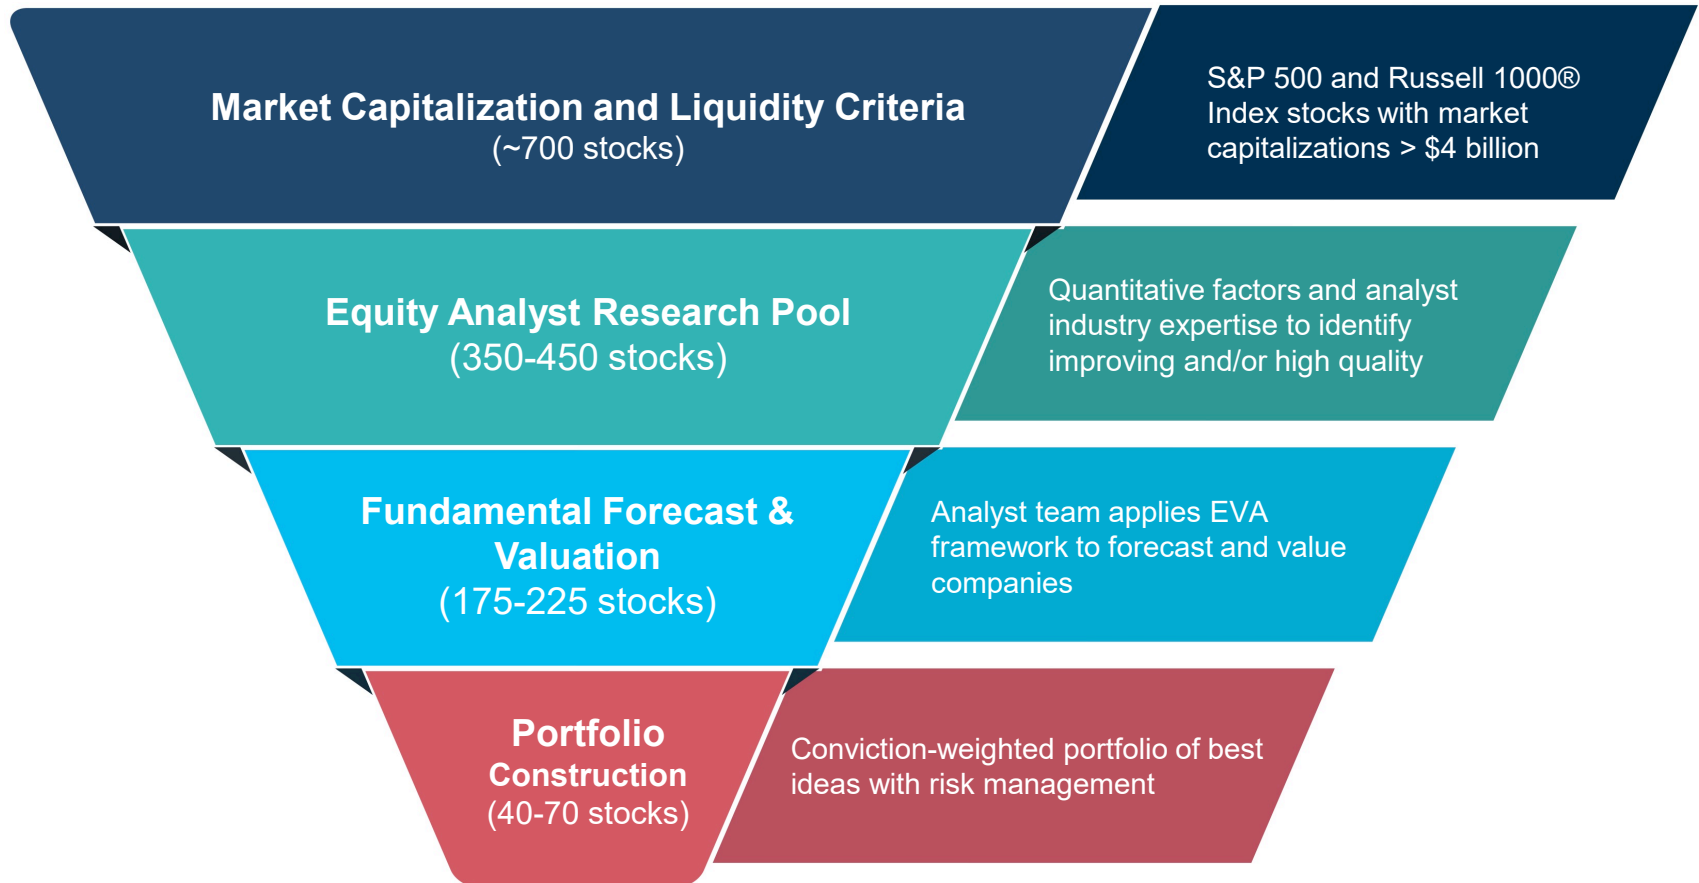 Market Capitalization and Liquidity Criteria
(~700 stocks)
S&P 500 and Russell 1000®
Index stocks with market
capitalizations > $4 billion
Equity Analyst Research Pool
(350-450 stocks)
Quantitative factors and analyst
industry expertise to identify
improving and/or high quality
Fundamental Forecast &
Valuation
(175-225 stocks)
Analyst team applies EVA
framework to forecast and value
companies
Portfolio
Construction
(40-70 stocks)
Conviction-weighted portfolio of best
ideas with risk management